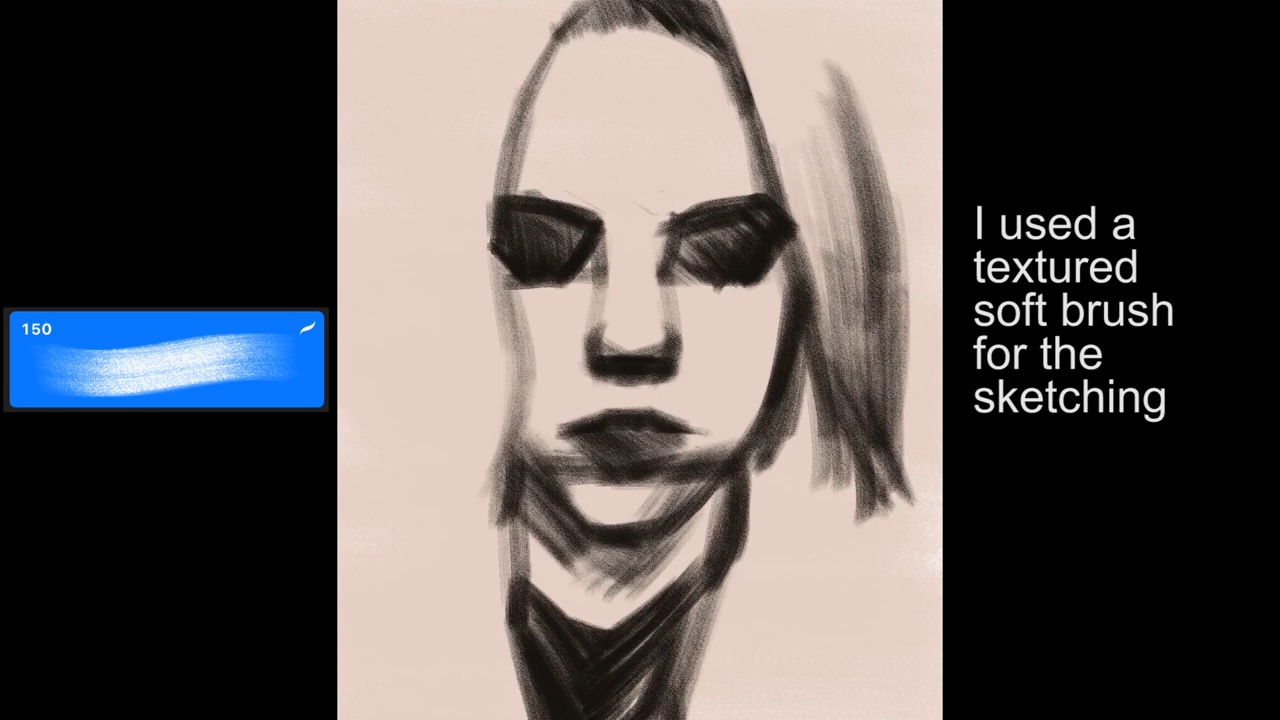 150
I used a
textured
soft brush
for the
sketching